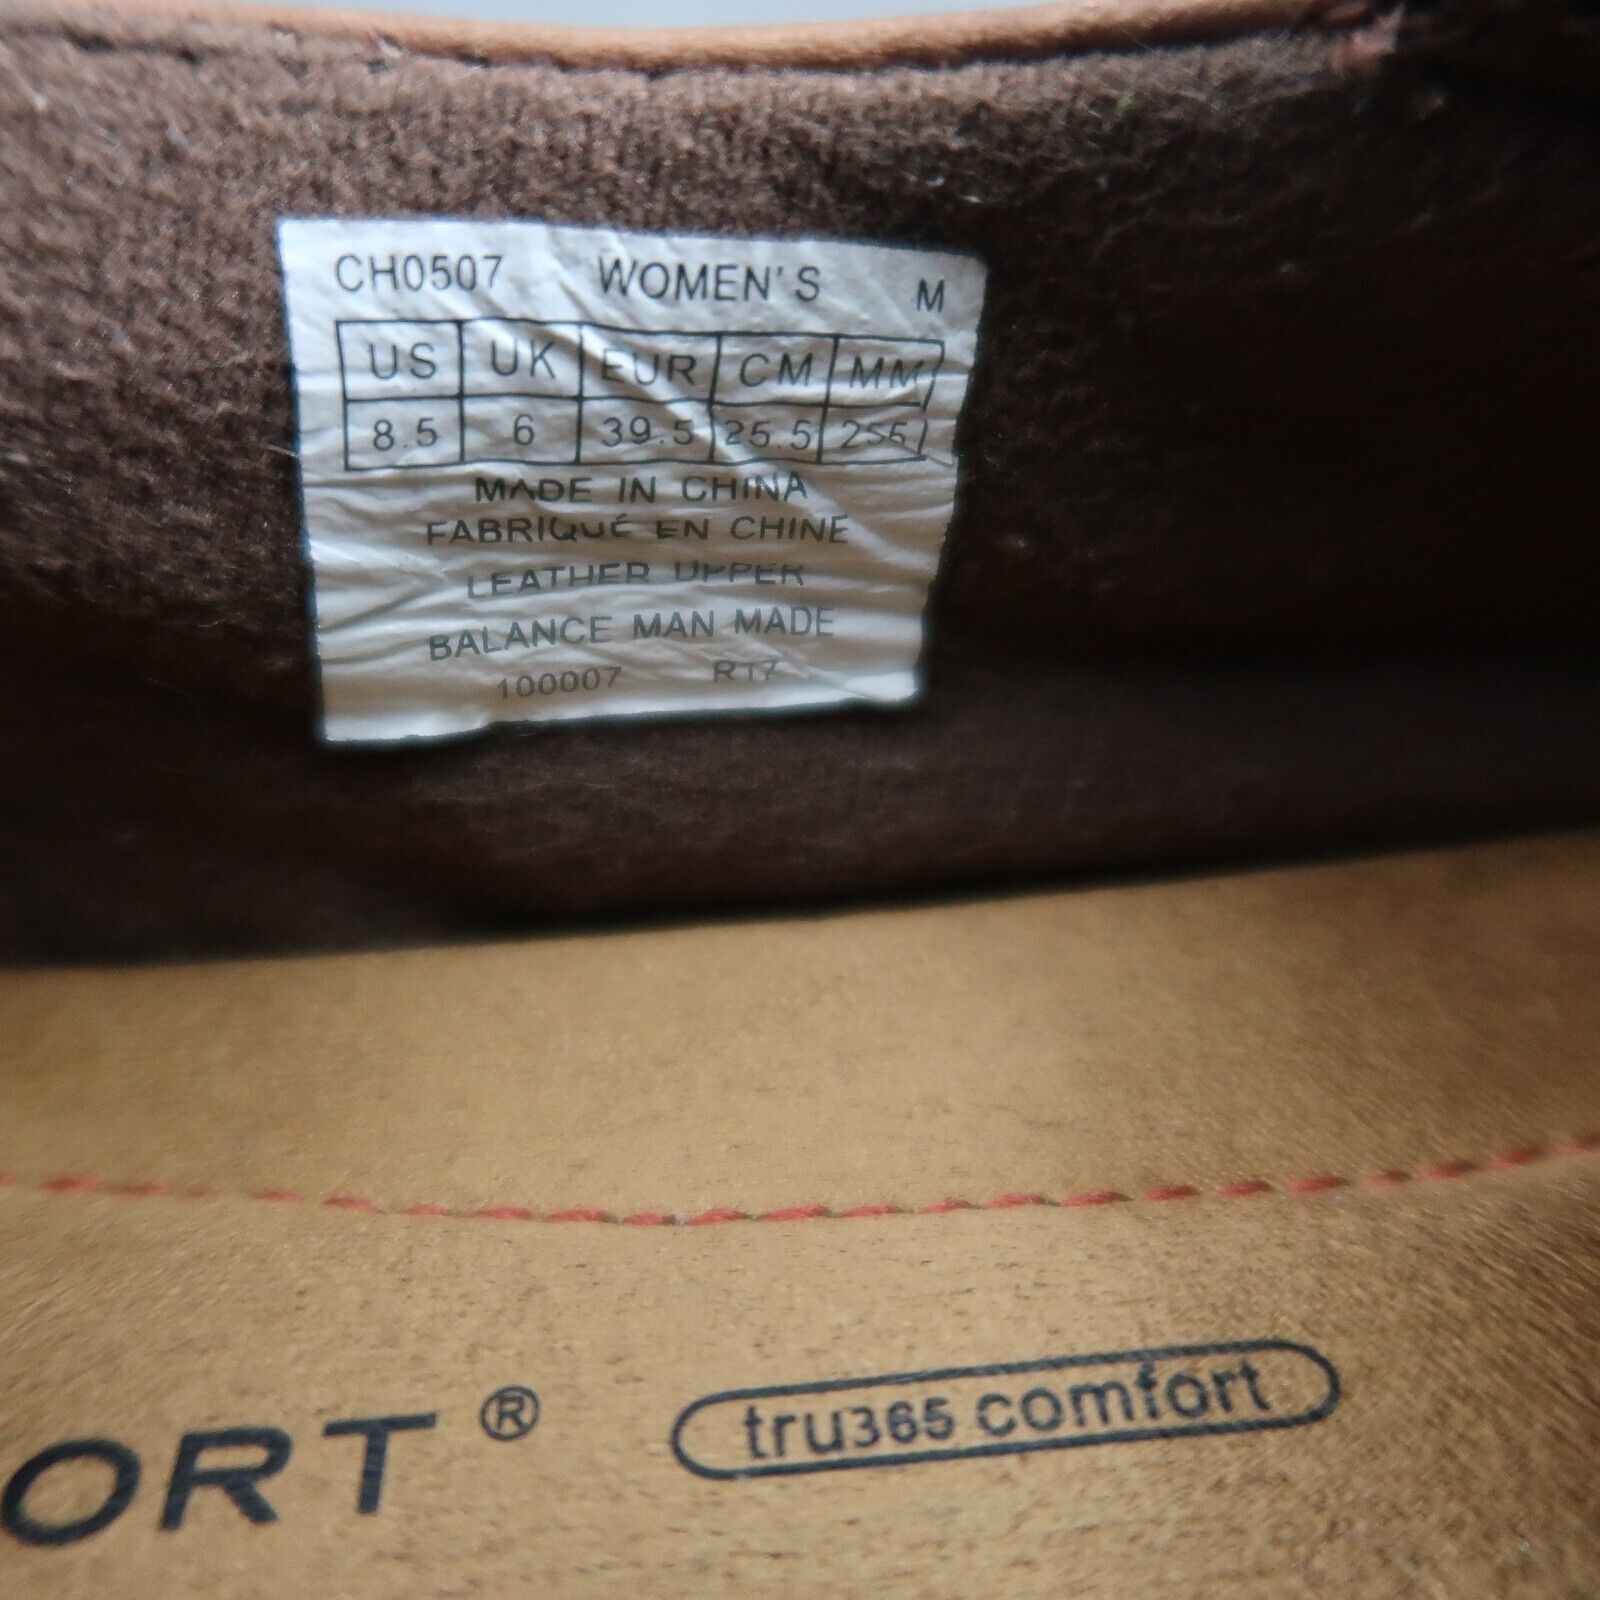 CH0507 WOMEN'S M
US UK EUR CM MM
8.5 6 39.5 25.5 255
MADE IN CHINA
FABRIQUÉ EN CHINE
LEATHER UPPER
BALANCE MAN MADE
100007 R17
ORT® tru365 comfort